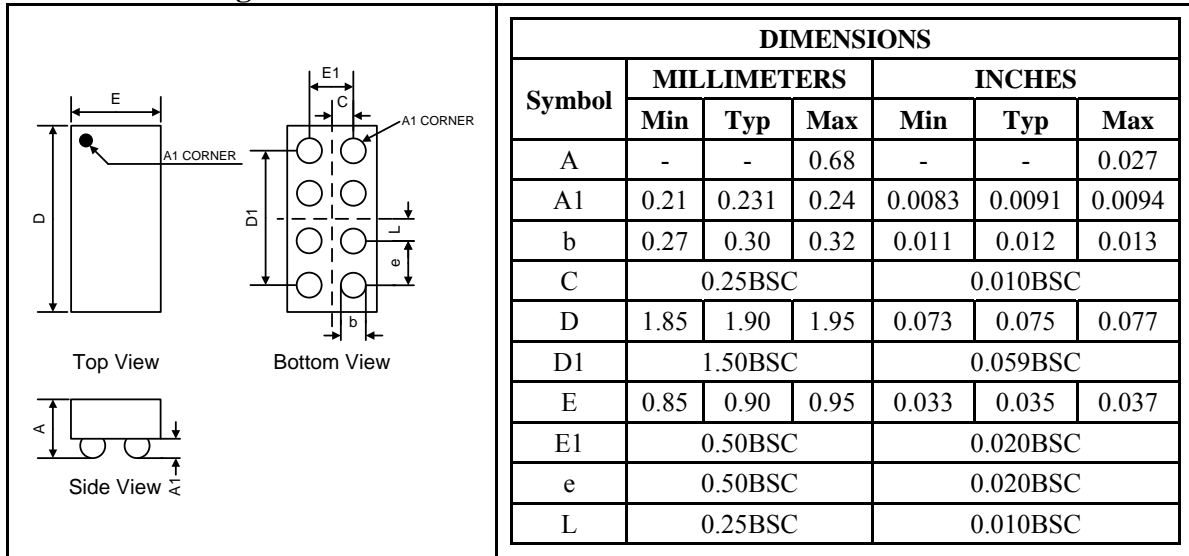 E
A1 CORNER
D
Top View
E1
C
A1 CORNER
D1
L
e
b
Bottom View
A
A1
Side View
DIMENSIONS
Symbol MILLIMETERS INCHES
Min Typ Max Min Typ Max
A - - 0.68 - - 0.027
A1 0.21 0.231 0.24 0.0083 0.0091 0.0094
b 0.27 0.30 0.32 0.011 0.012 0.013
C 0.25BSC 0.010BSC
D 1.85 1.90 1.95 0.073 0.075 0.077
D1 1.50BSC 0.059BSC
E 0.85 0.90 0.95 0.033 0.035 0.037
E1 0.50BSC 0.020BSC
e 0.50BSC 0.020BSC
L 0.25BSC 0.010BSC